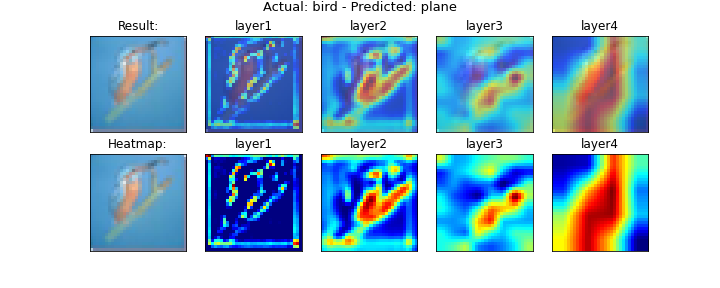 Actual: bird - Predicted: plane
Result: layer1 layer2 layer3 layer4
Heatmap: layer1 layer2 layer3 layer4